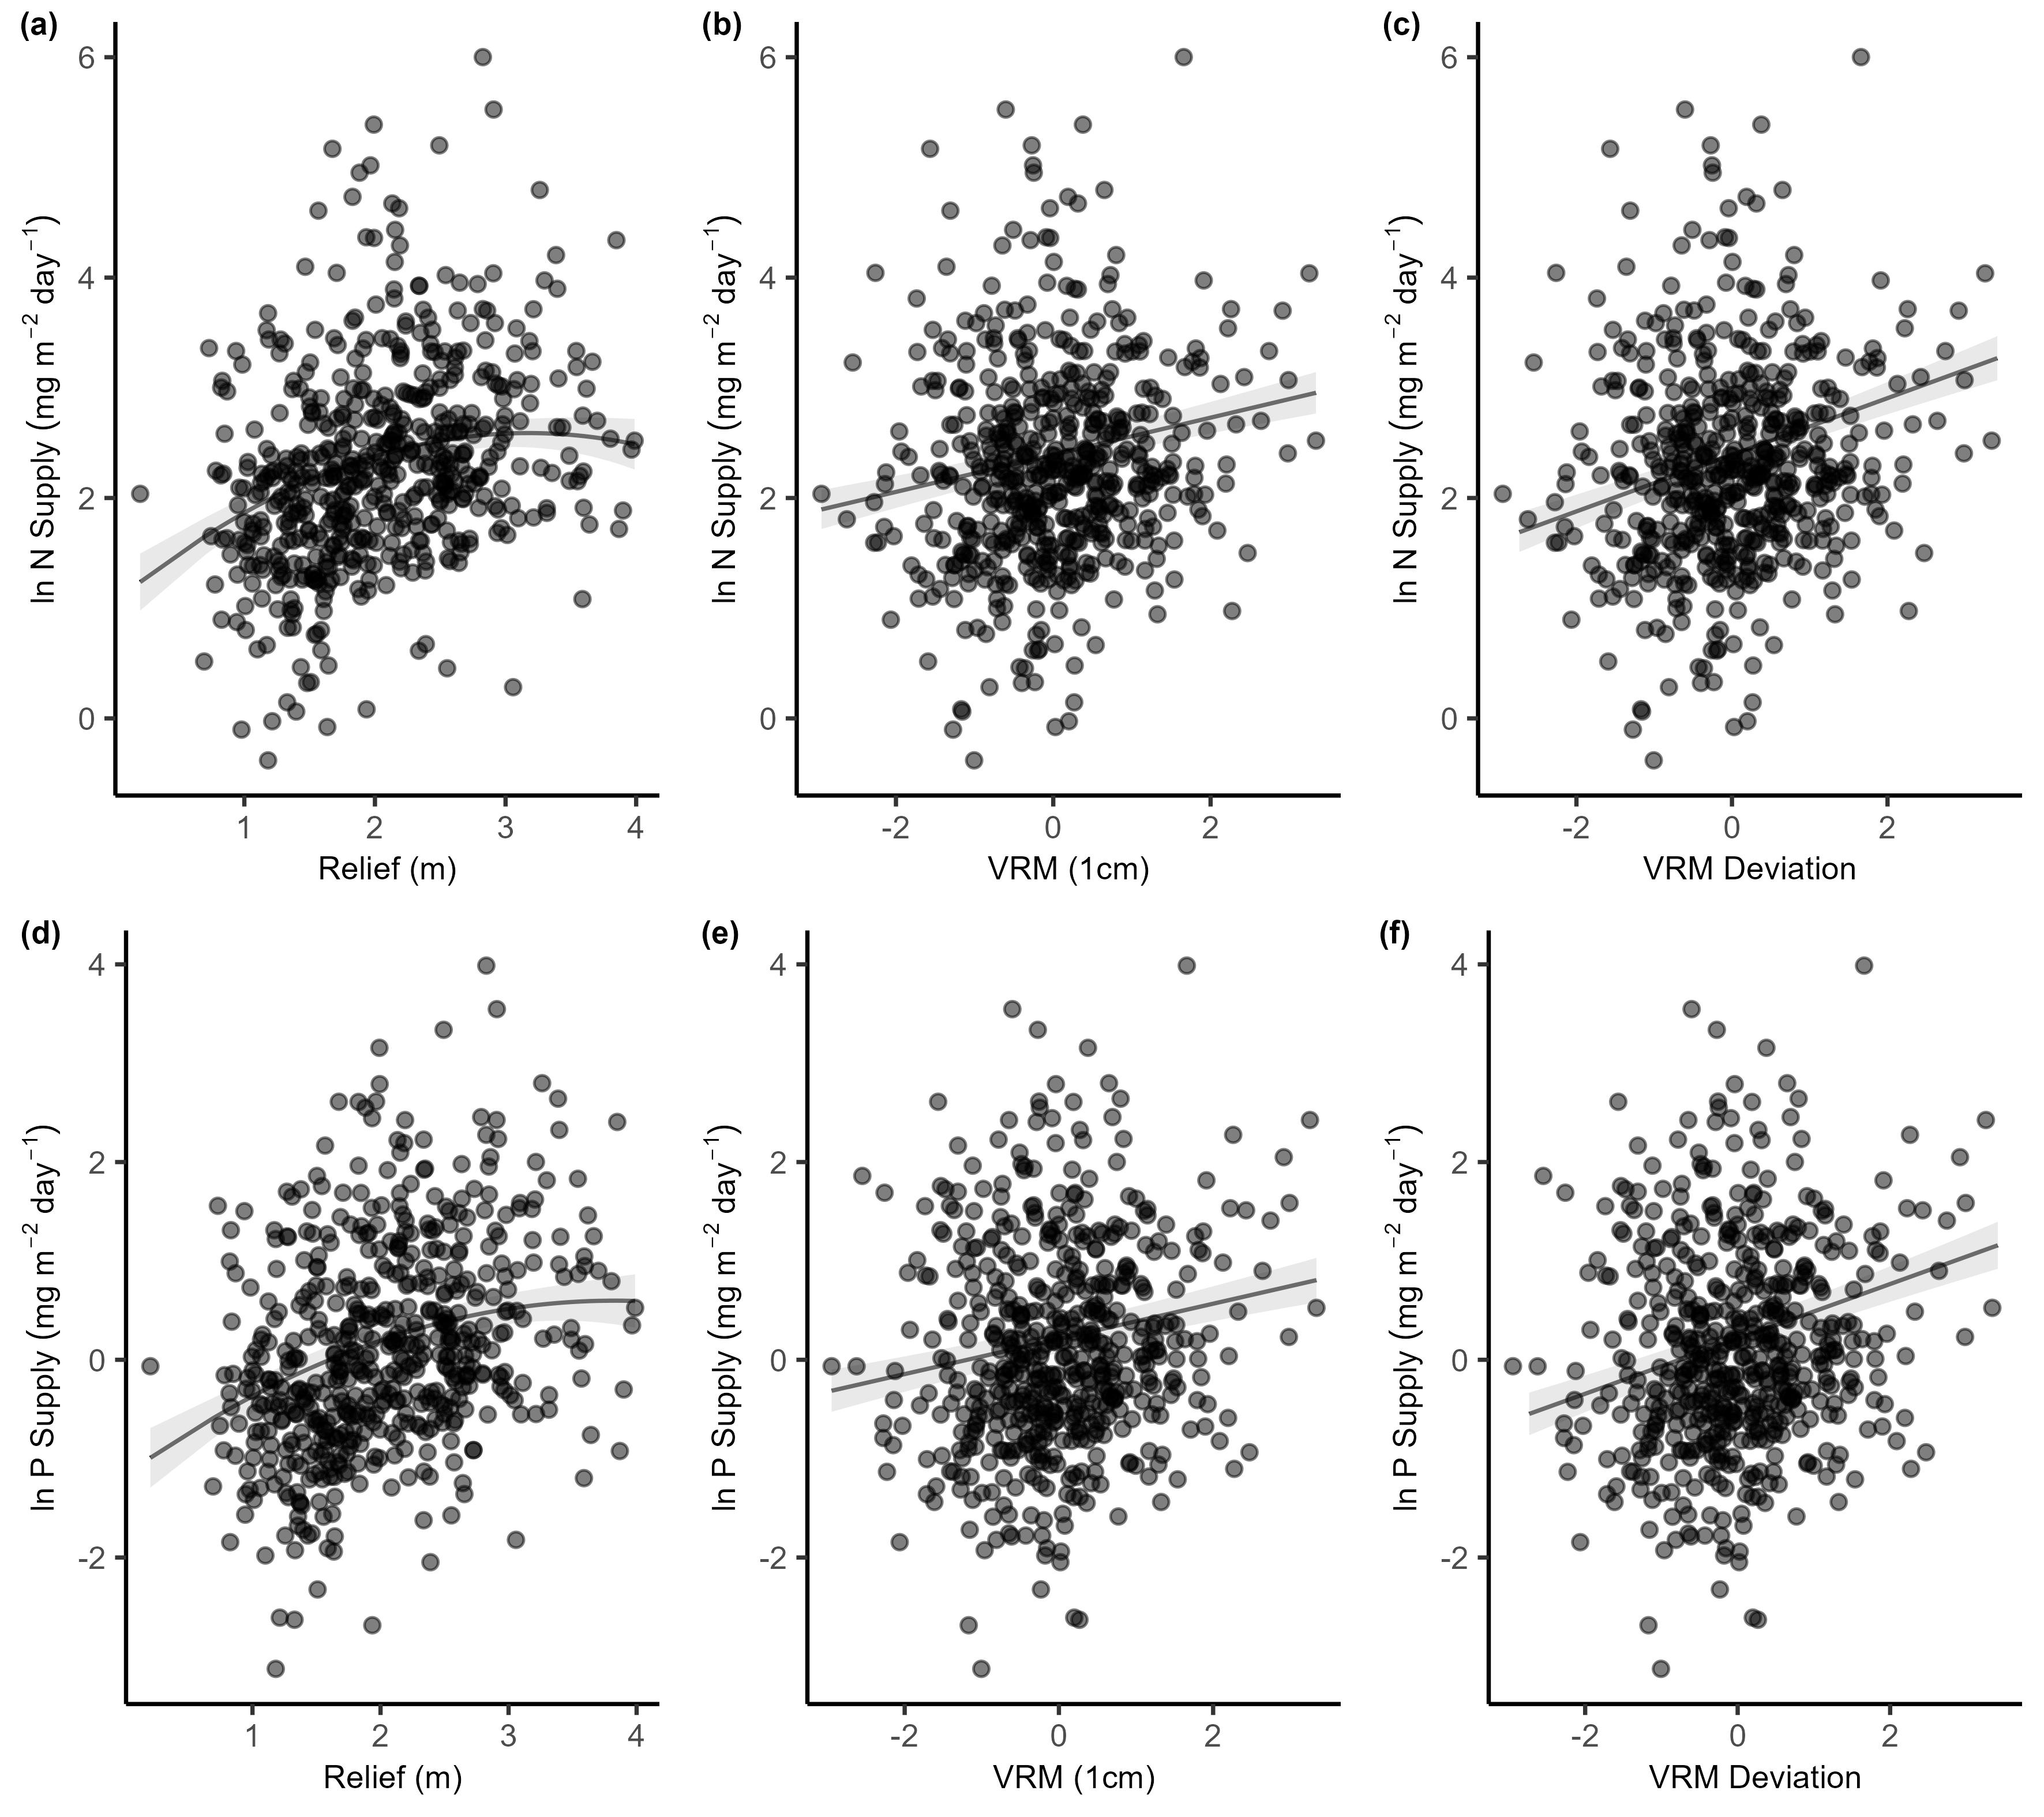 (a)
(b)
(c)
6
4
2
0
ln N Supply (mg m⁻² day⁻¹)
1 2 3 4
Relief (m)
6
4
2
0
ln N Supply (mg m⁻² day⁻¹)
-2 0 2
VRM (1cm)
6
4
2
0
ln N Supply (mg m⁻² day⁻¹)
-2 0 2
VRM Deviation
(d)
(e)
(f)
4
2
0
-2
ln P Supply (mg m⁻² day⁻¹)
1 2 3 4
Relief (m)
4
2
0
-2
ln P Supply (mg m⁻² day⁻¹)
-2 0 2
VRM (1cm)
4
2
0
-2
ln P Supply (mg m⁻² day⁻¹)
-2 0 2
VRM Deviation